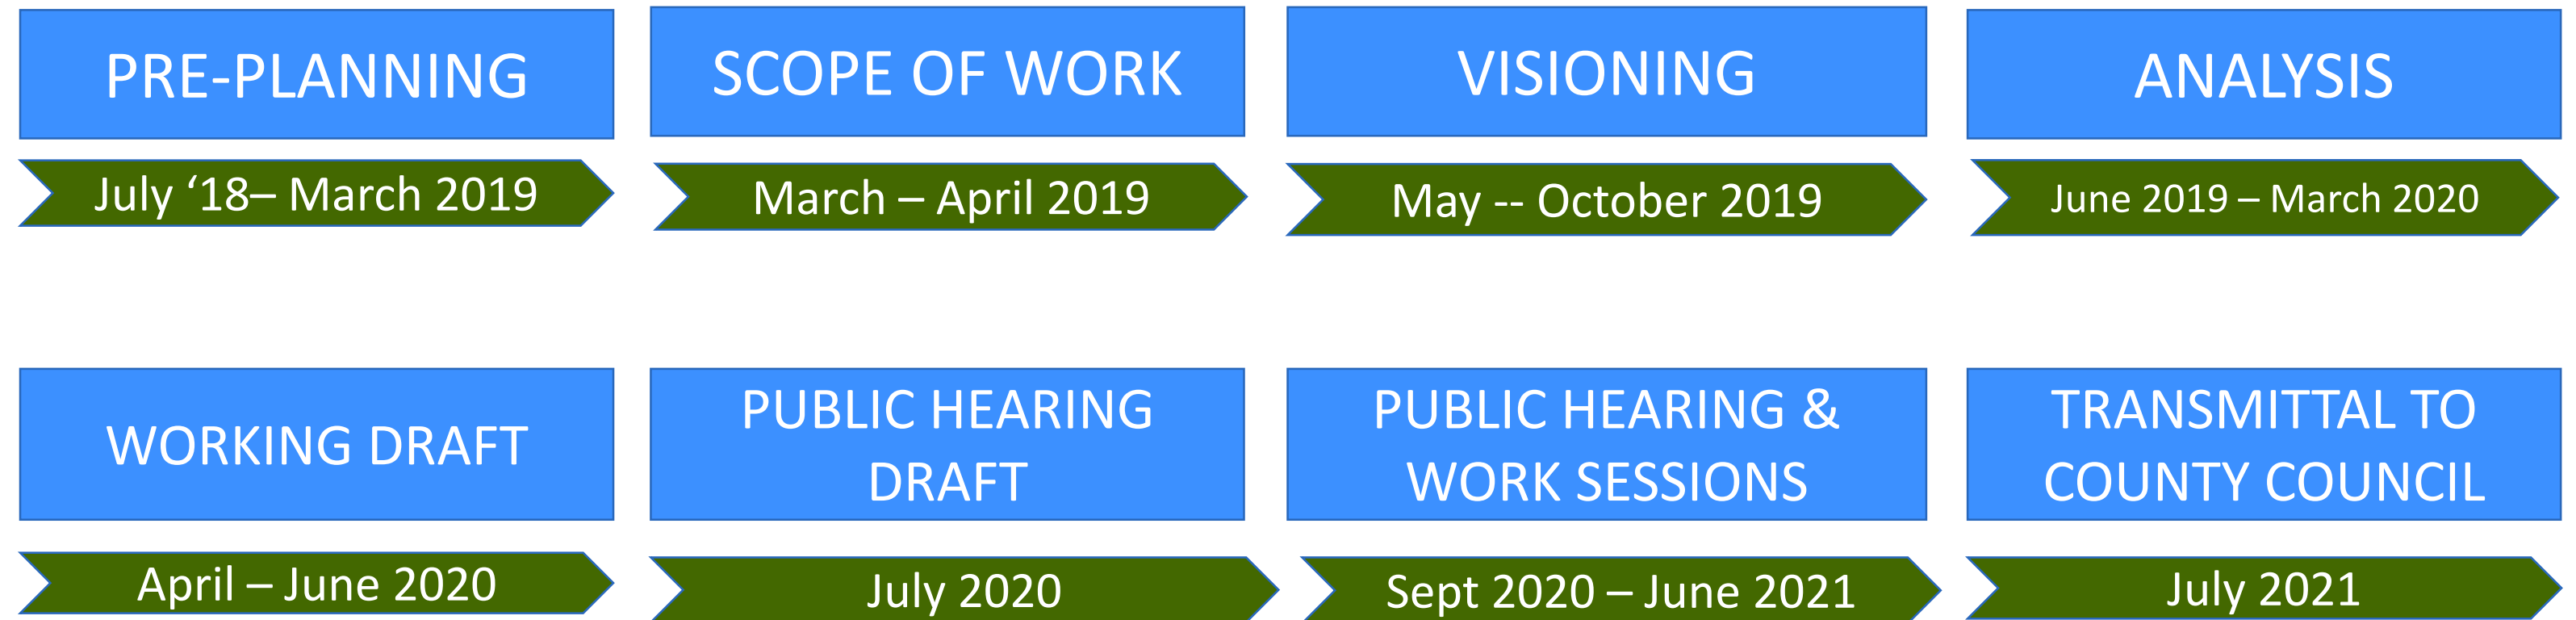 PRE-PLANNING
July ‘18– March 2019
SCOPE OF WORK
March – April 2019
VISIONING
May -- October 2019
ANALYSIS
June 2019 – March 2020
WORKING DRAFT
April – June 2020
PUBLIC HEARING
DRAFT
July 2020
PUBLIC HEARING &
WORK SESSIONS
Sept 2020 – June 2021
TRANSMITTAL TO
COUNTY COUNCIL
July 2021